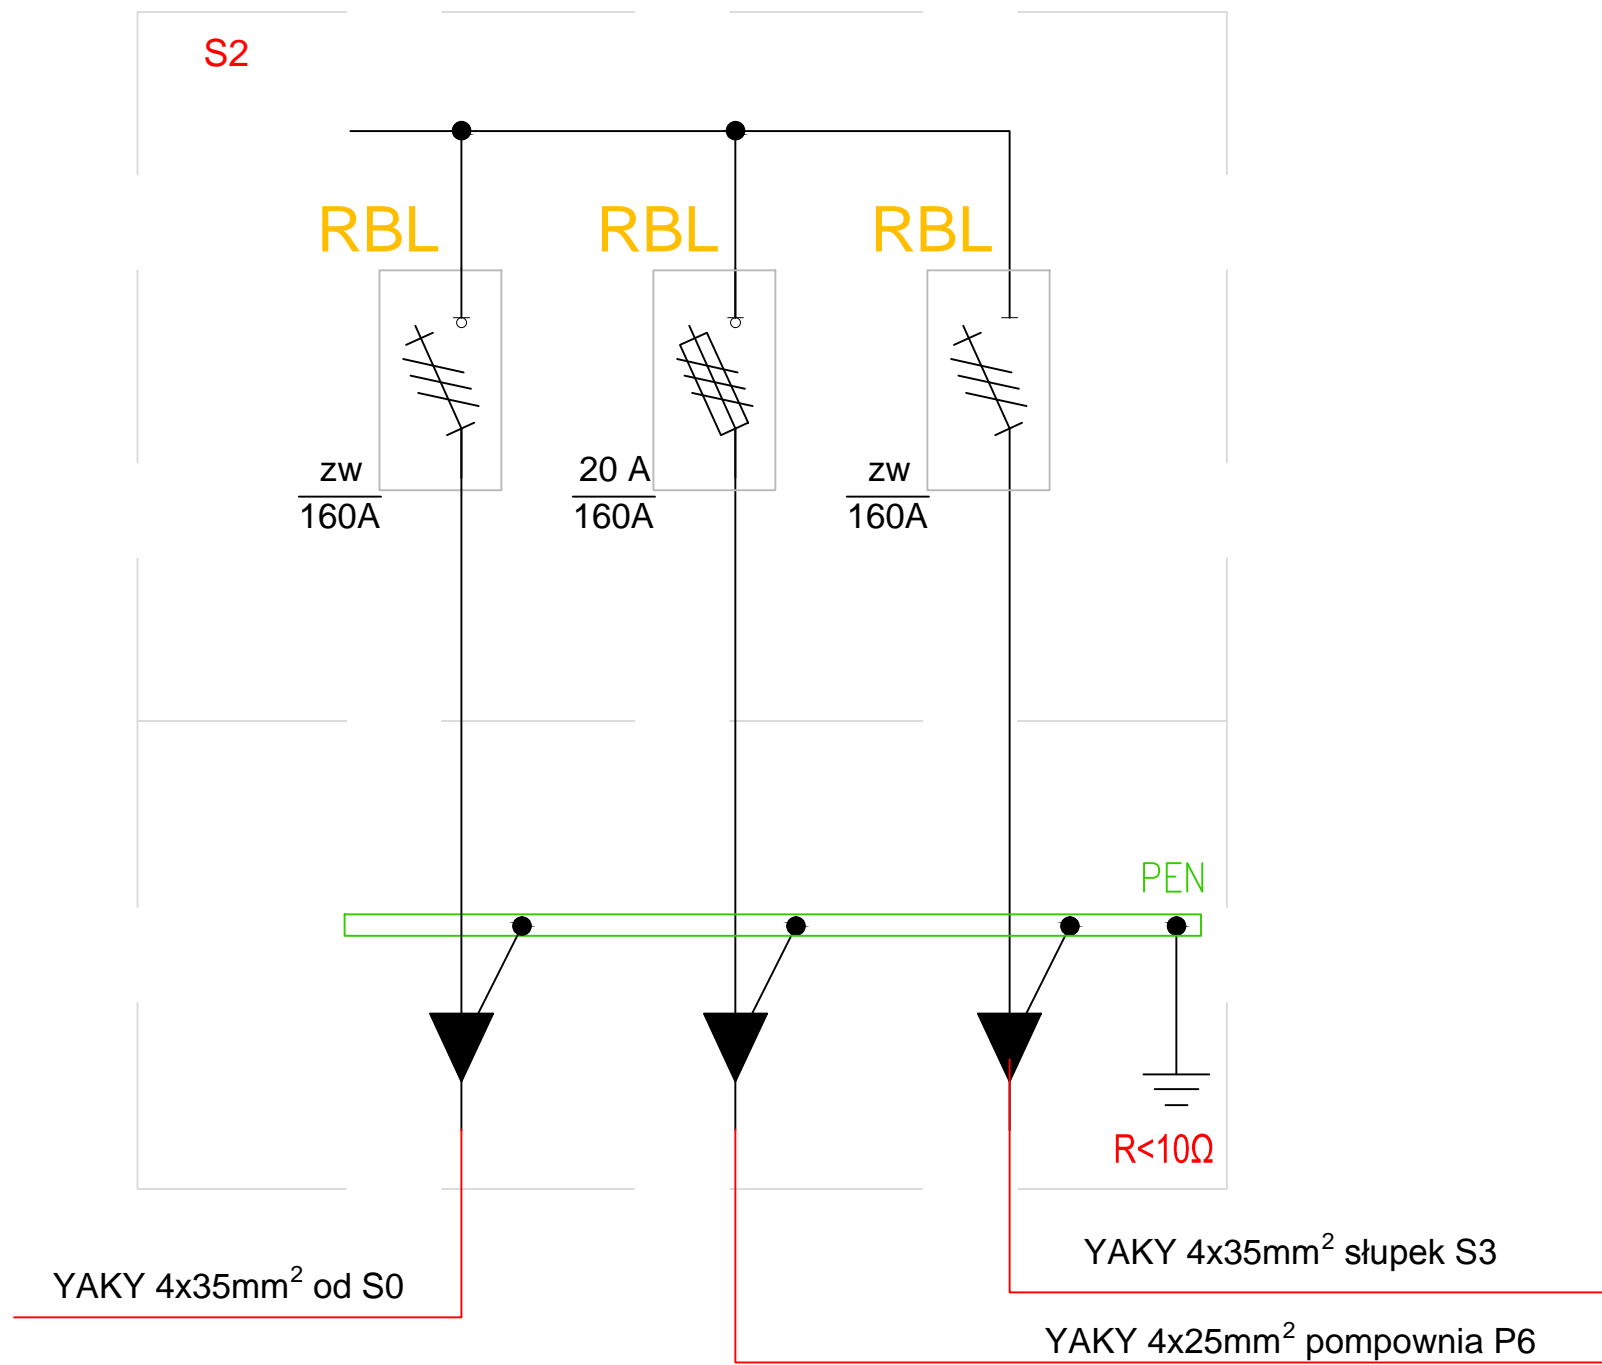 S2
RBL RBL RBL
zw 20 A zw
160A 160A 160A
PEN
R<10Ω
YAKY 4x35mm² słupek S3
YAKY 4x35mm² od S0
YAKY 4x25mm² pompownia P6